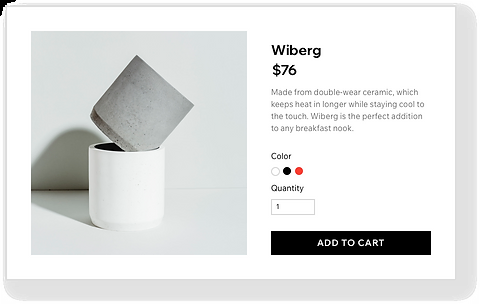 Wiberg
$76
Made from double-wear ceramic, which
keeps heat in longer while staying cool to
the touch. Wiberg is the perfect addition
to any breakfast nook.
Color
Quantity
1
ADD TO CART